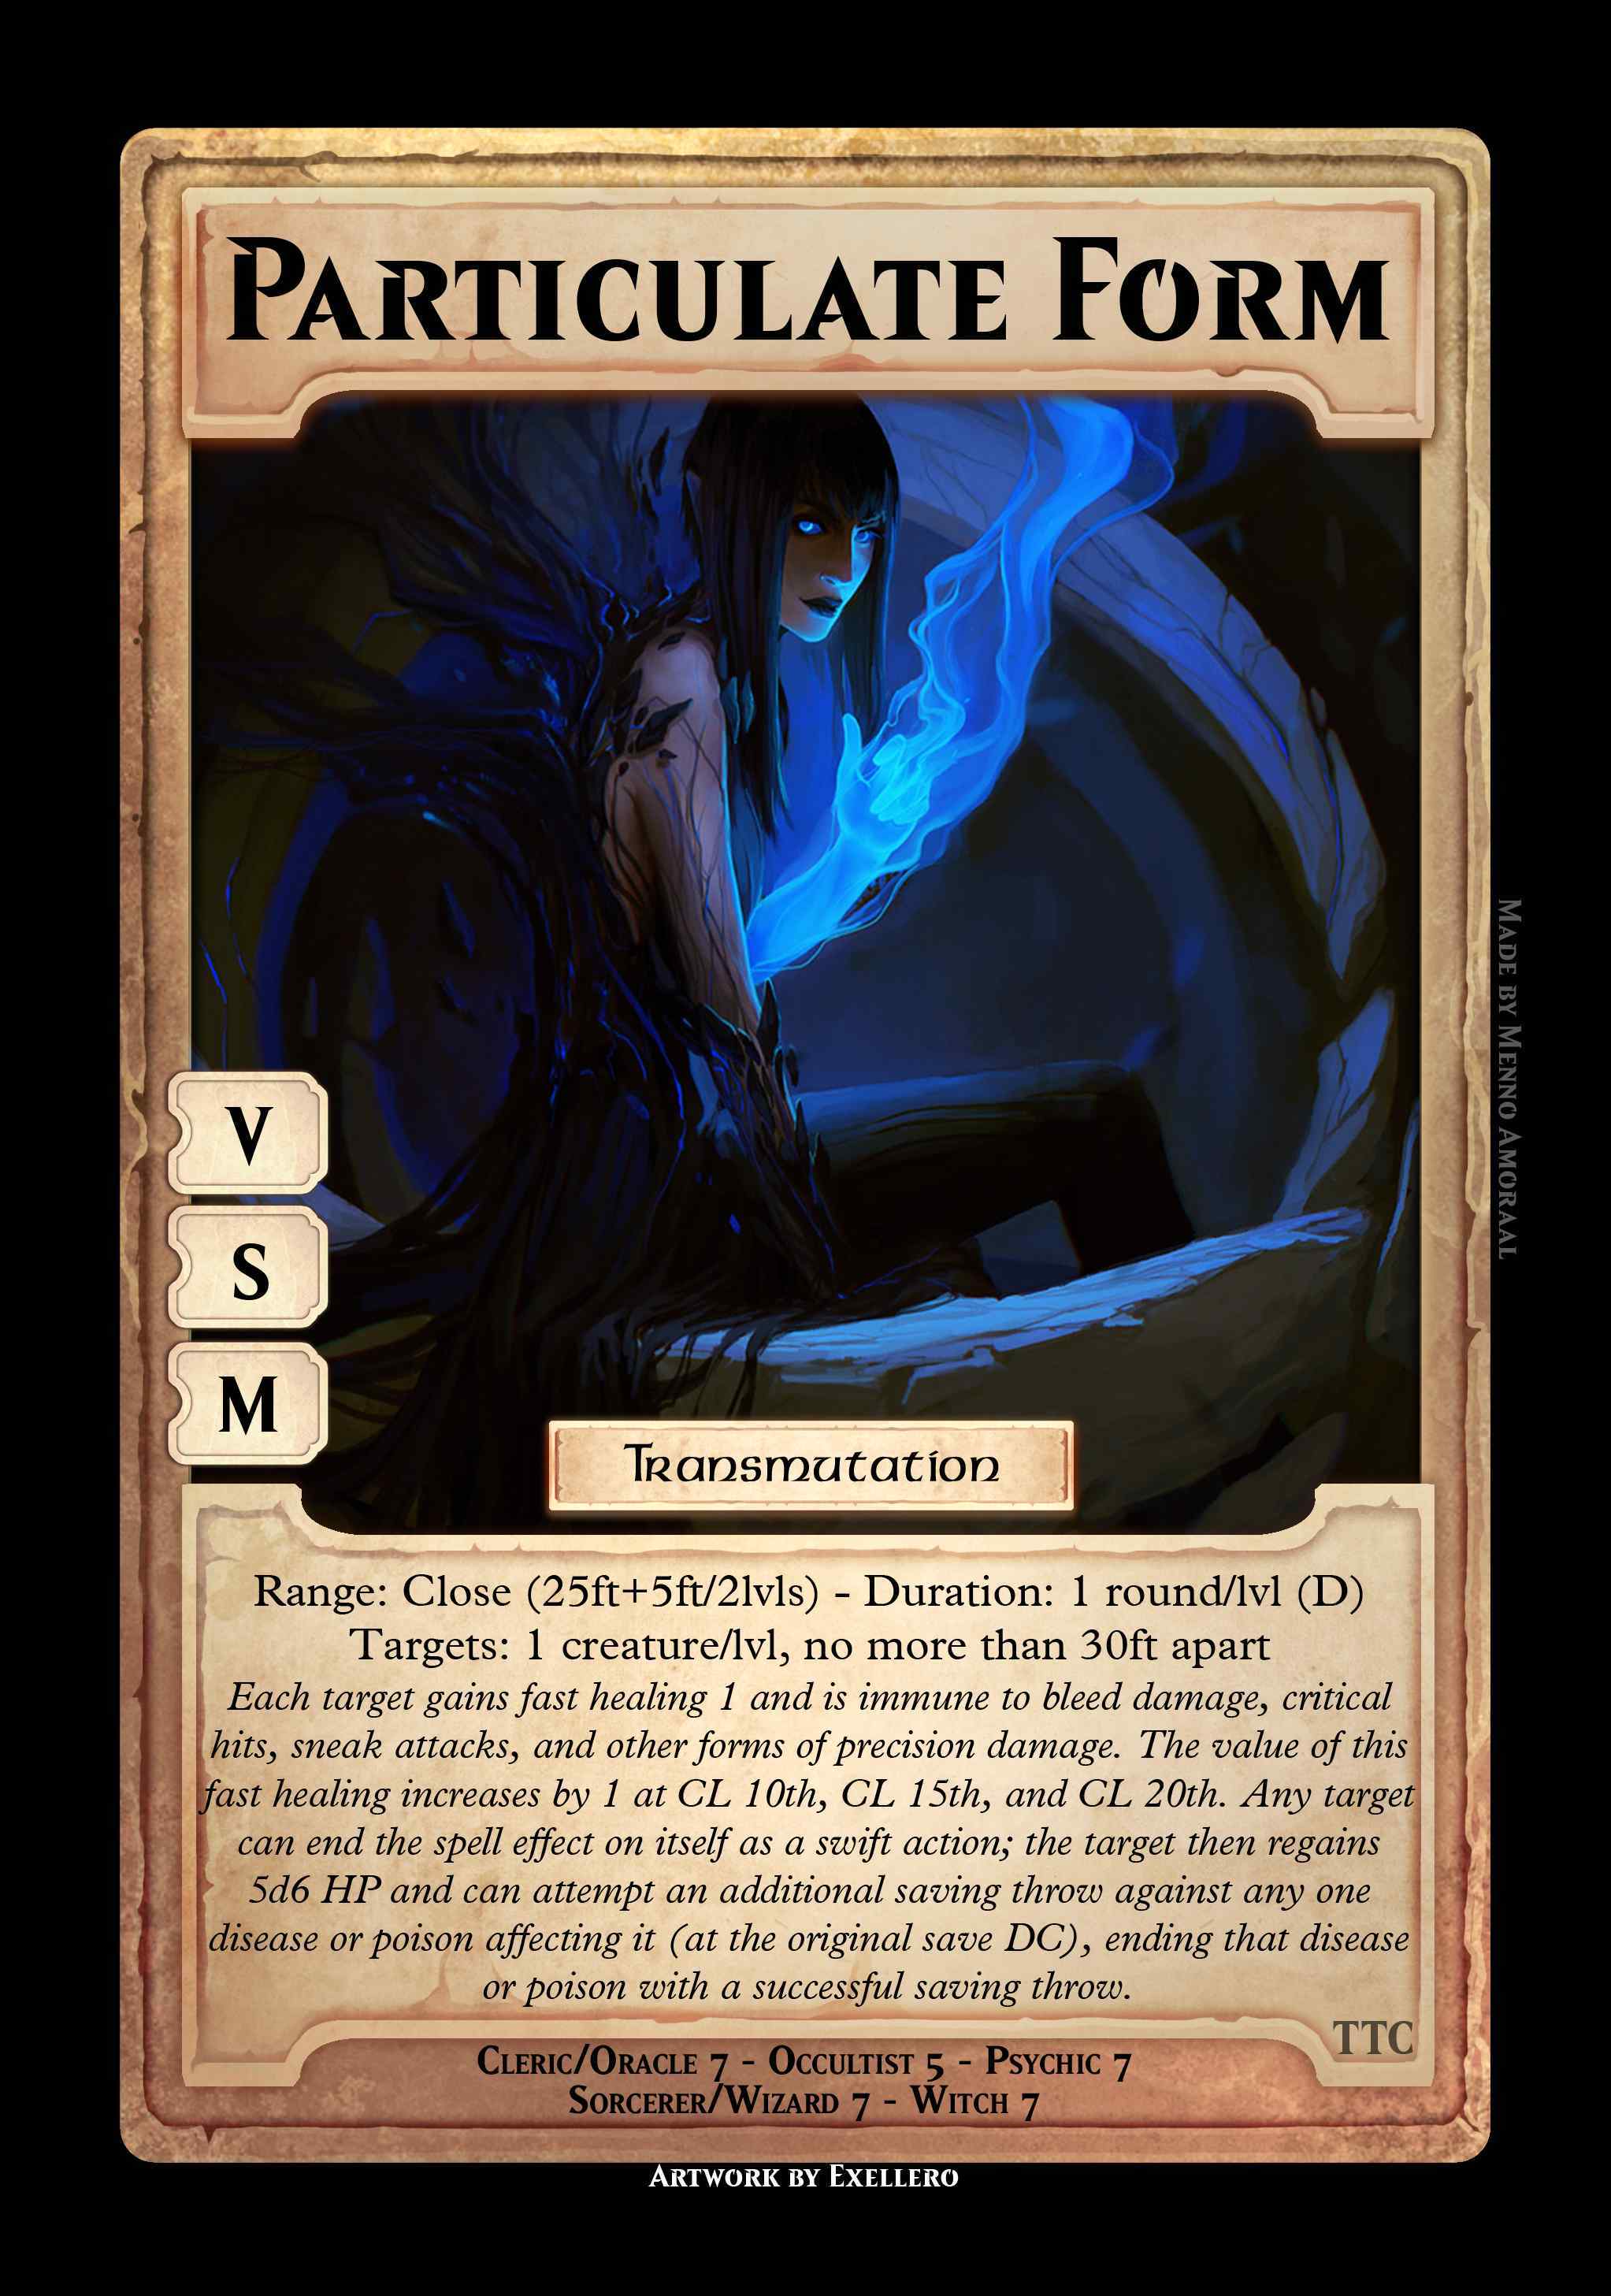 Particulate Form
V
S
M
Transmutation
Range: Close (25ft+5ft/2lvls) - Duration: 1 round/lvl (D)
Targets: 1 creature/lvl, no more than 30ft apart
Each target gains fast healing 1 and is immune to bleed damage, critical
hits, sneak attacks, and other forms of precision damage. The value of this
fast healing increases by 1 at CL 10th, CL 15th, and CL 20th. Any target
can end the spell effect on itself as a swift action; the target then regains
5d6 HP and can attempt an additional saving throw against any one
disease or poison affecting it (at the original save DC), ending that disease
or poison with a successful saving throw.
TTC
Cleric/Oracle 7 - Occultist 5 - Psychic 7
Sorcerer/Wizard 7 - Witch 7
Artwork by Exellero
Made by Menno Amoraal